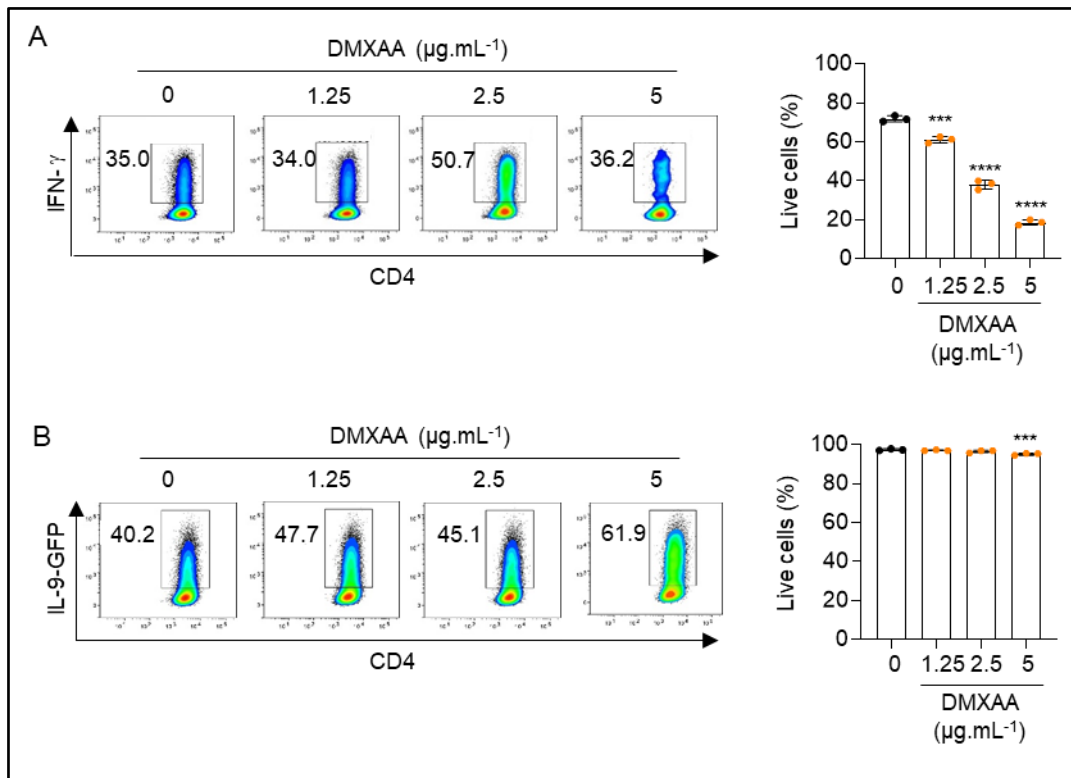 A
DMXAA (µg.mL-1)
0 1.25 2.5 5
35.0 34.0 50.7 36.2
IFN- γ
CD4
Live cells (%)
100
80
60
40
20
0
***
****
****
0 1.25 2.5 5
DMXAA
(µg.mL-1)
B
DMXAA (µg.mL-1)
0 1.25 2.5 5
40.2 47.7 45.1 61.9
IL-9-GFP
CD4
Live cells (%)
100
80
60
40
20
0
***
0 1.25 2.5 5
DMXAA
(µg.mL-1)